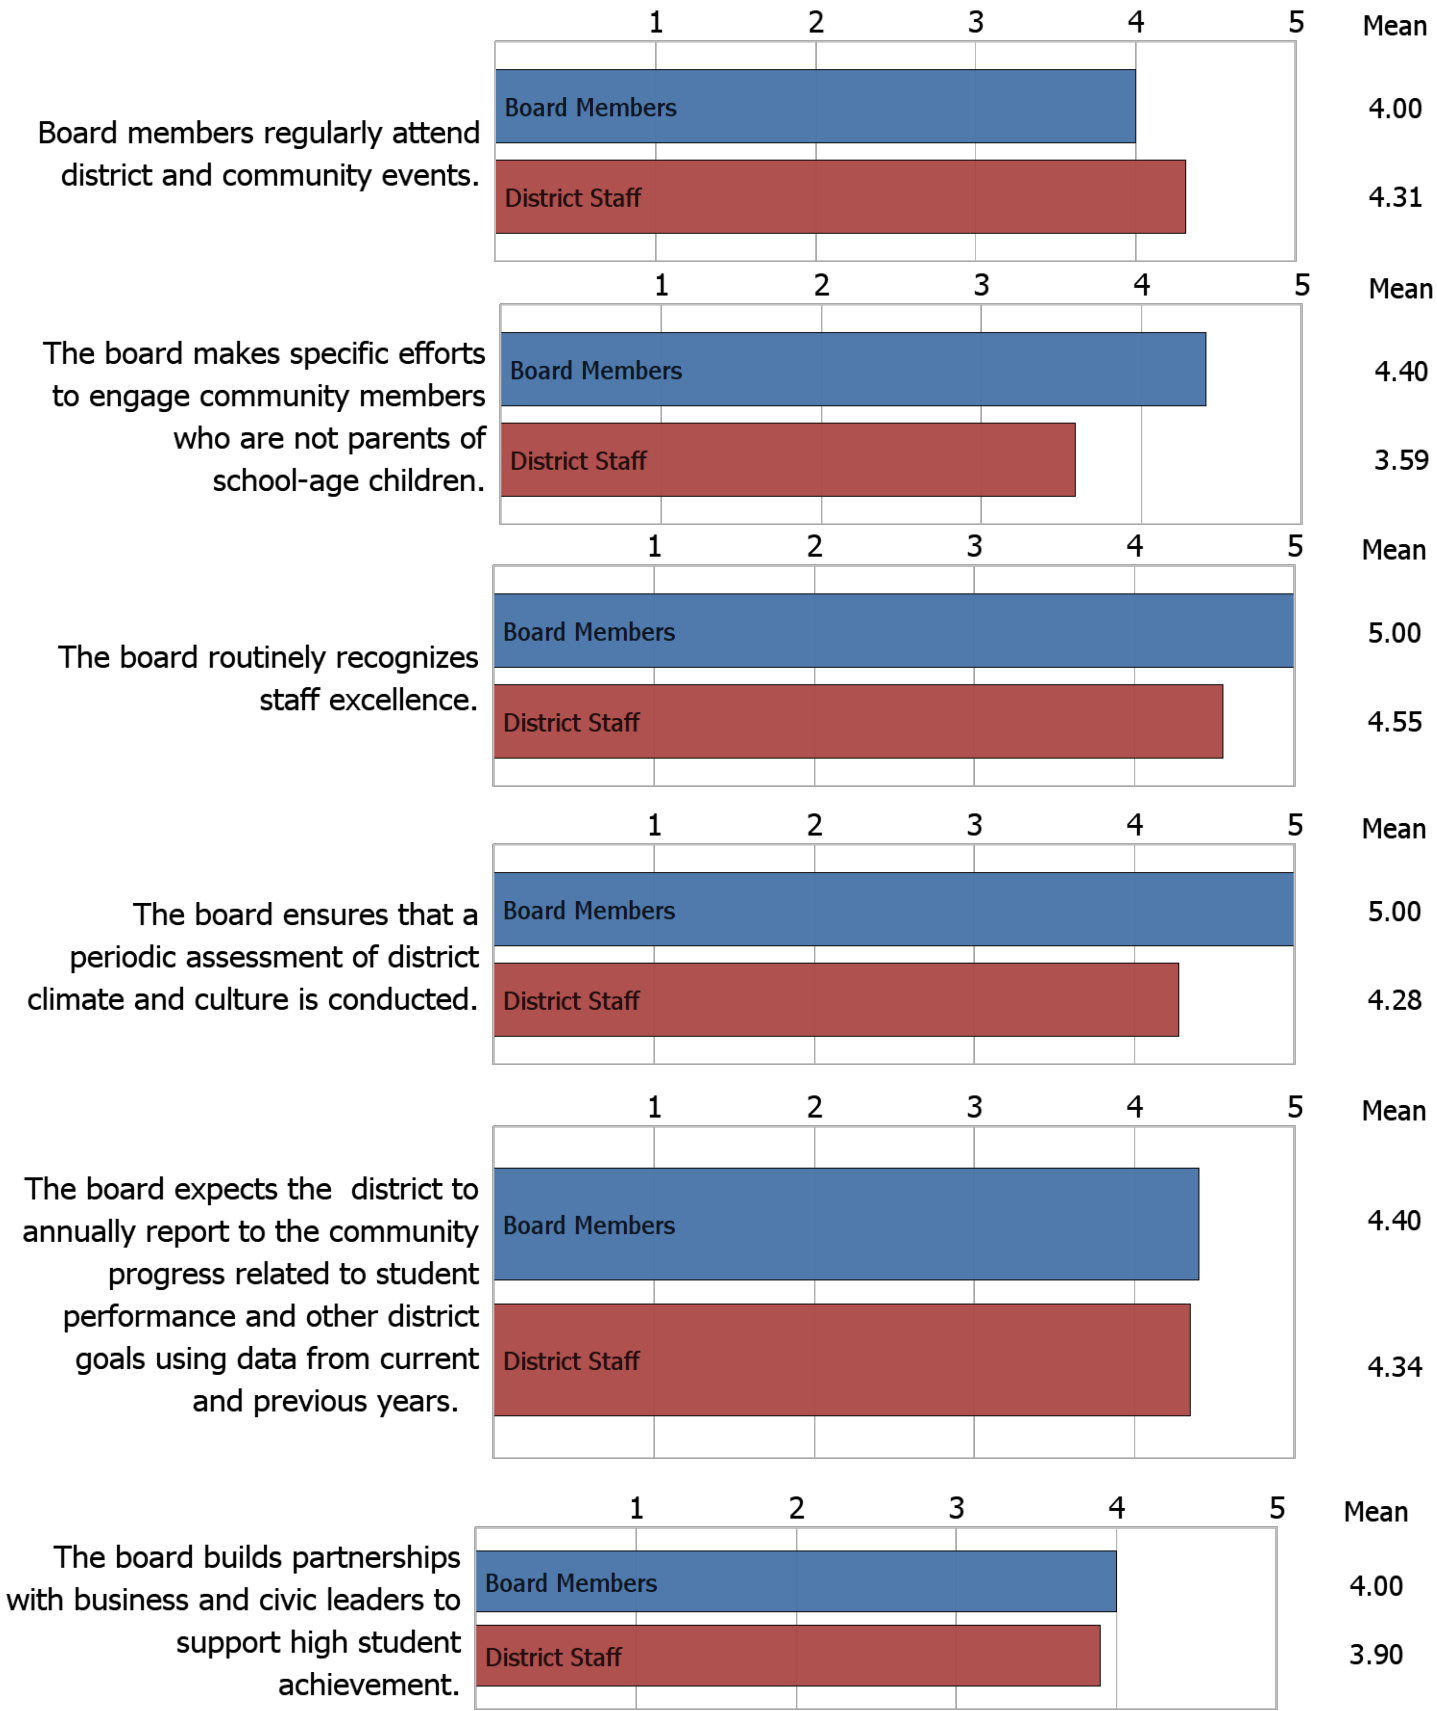 1 2 3 4 5 Mean
Board members regularly attend
district and community events.
Board Members 4.00
District Staff 4.31
1 2 3 4 5 Mean
The board makes specific efforts
to engage community members
who are not parents of
school-age children.
Board Members 4.40
District Staff 3.59
1 2 3 4 5 Mean
The board routinely recognizes
staff excellence.
Board Members 5.00
District Staff 4.55
1 2 3 4 5 Mean
The board ensures that a
periodic assessment of district
climate and culture is conducted.
Board Members 5.00
District Staff 4.28
1 2 3 4 5 Mean
The board expects the  district to
annually report to the community
progress related to student
performance and other district
goals using data from current
and previous years.
Board Members 4.40
District Staff 4.34
1 2 3 4 5 Mean
The board builds partnerships
with business and civic leaders to
support high student
achievement.
Board Members 4.00
District Staff 3.90